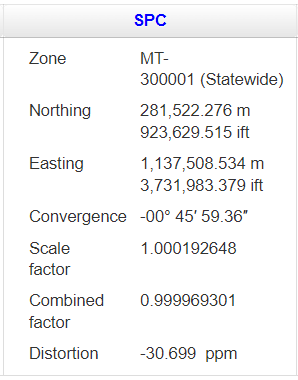 SPC
Zone MT-
300001 (Statewide)
Northing 281,522.276 m
923,629.515 ift
Easting 1,137,508.534 m
3,731,983.379 ift
Convergence -00° 45′ 59.36″
Scale 1.000192648
factor
Combined 0.999969301
factor
Distortion -30.699 ppm